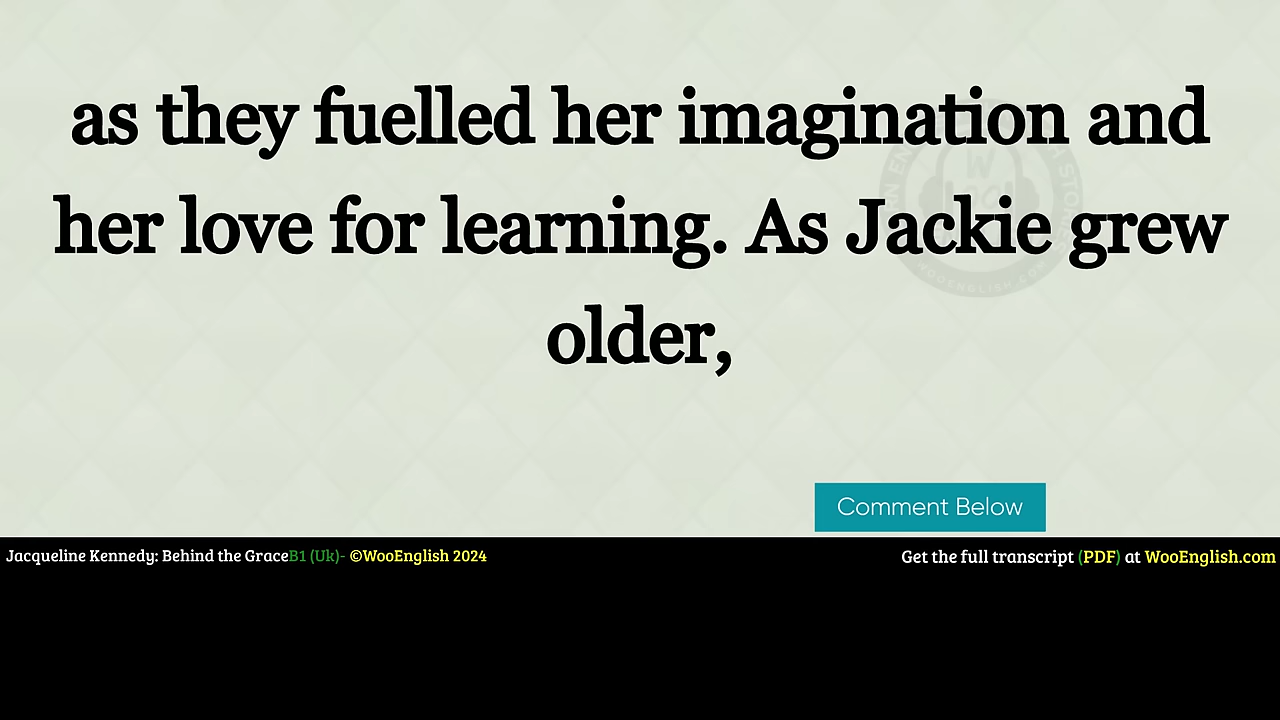 as they fuelled her imagination and
her love for learning. As Jackie grew
older,
Comment Below
Jacqueline Kennedy: Behind the GraceB1 (Uk)- ©WooEnglish 2024
Get the full transcript (PDF) at WooEnglish.com